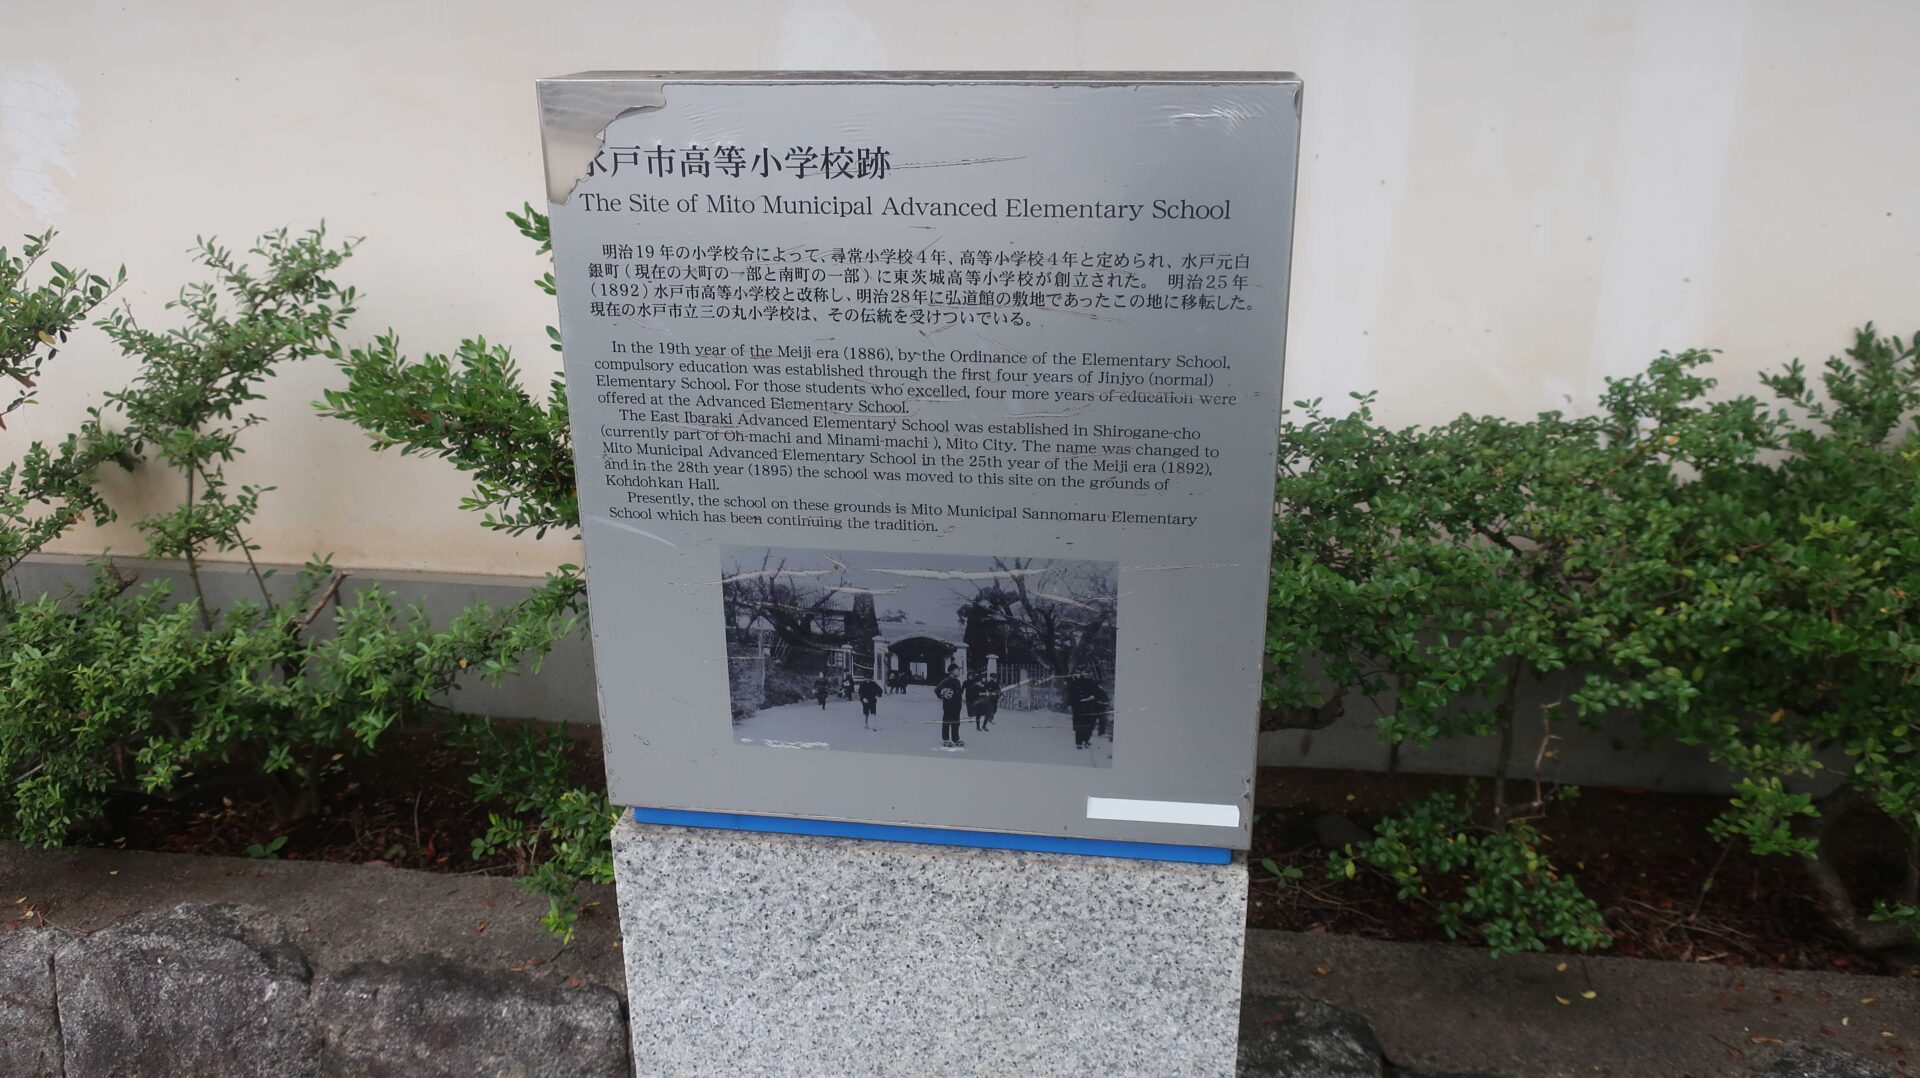 水戸市高等小学校跡
The Site of Mito Municipal Advanced Elementary School
明治19年の小学校令によって、尋常小学校4年、高等小学校4年と定められ、水戸元白
銀町(現在の大町の一部と南町の一部)に東茨城高等小学校が創立された。 明治25年
(1892)水戸市高等小学校と改称し、明治28年に弘道館の敷地であったこの地に移転した。
現在の水戸市立三の丸小学校は、その伝統を受けついでいる。
In the 19th year of the Meiji era (1886), by the Ordinance of the Elementary School,
compulsory education was established through the first four years of Jinjyo (normal)
Elementary School. For those students who excelled, four more years of education were
offered at the Advanced Elementary School.
The East Ibaraki Advanced Elementary School was established in Shirogane-cho
(currently part of Oh-machi and Minami-machi), Mito City. The name was changed to
Mito Municipal Advanced Elementary School in the 25th year of the Meiji era (1892),
and in the 28th year (1895) the school was moved to this site on the grounds of
Kohdohkan Hall.
Presently, the school on these grounds is Mito Municipal Sannomaru Elementary
School which has been continuing the tradition.